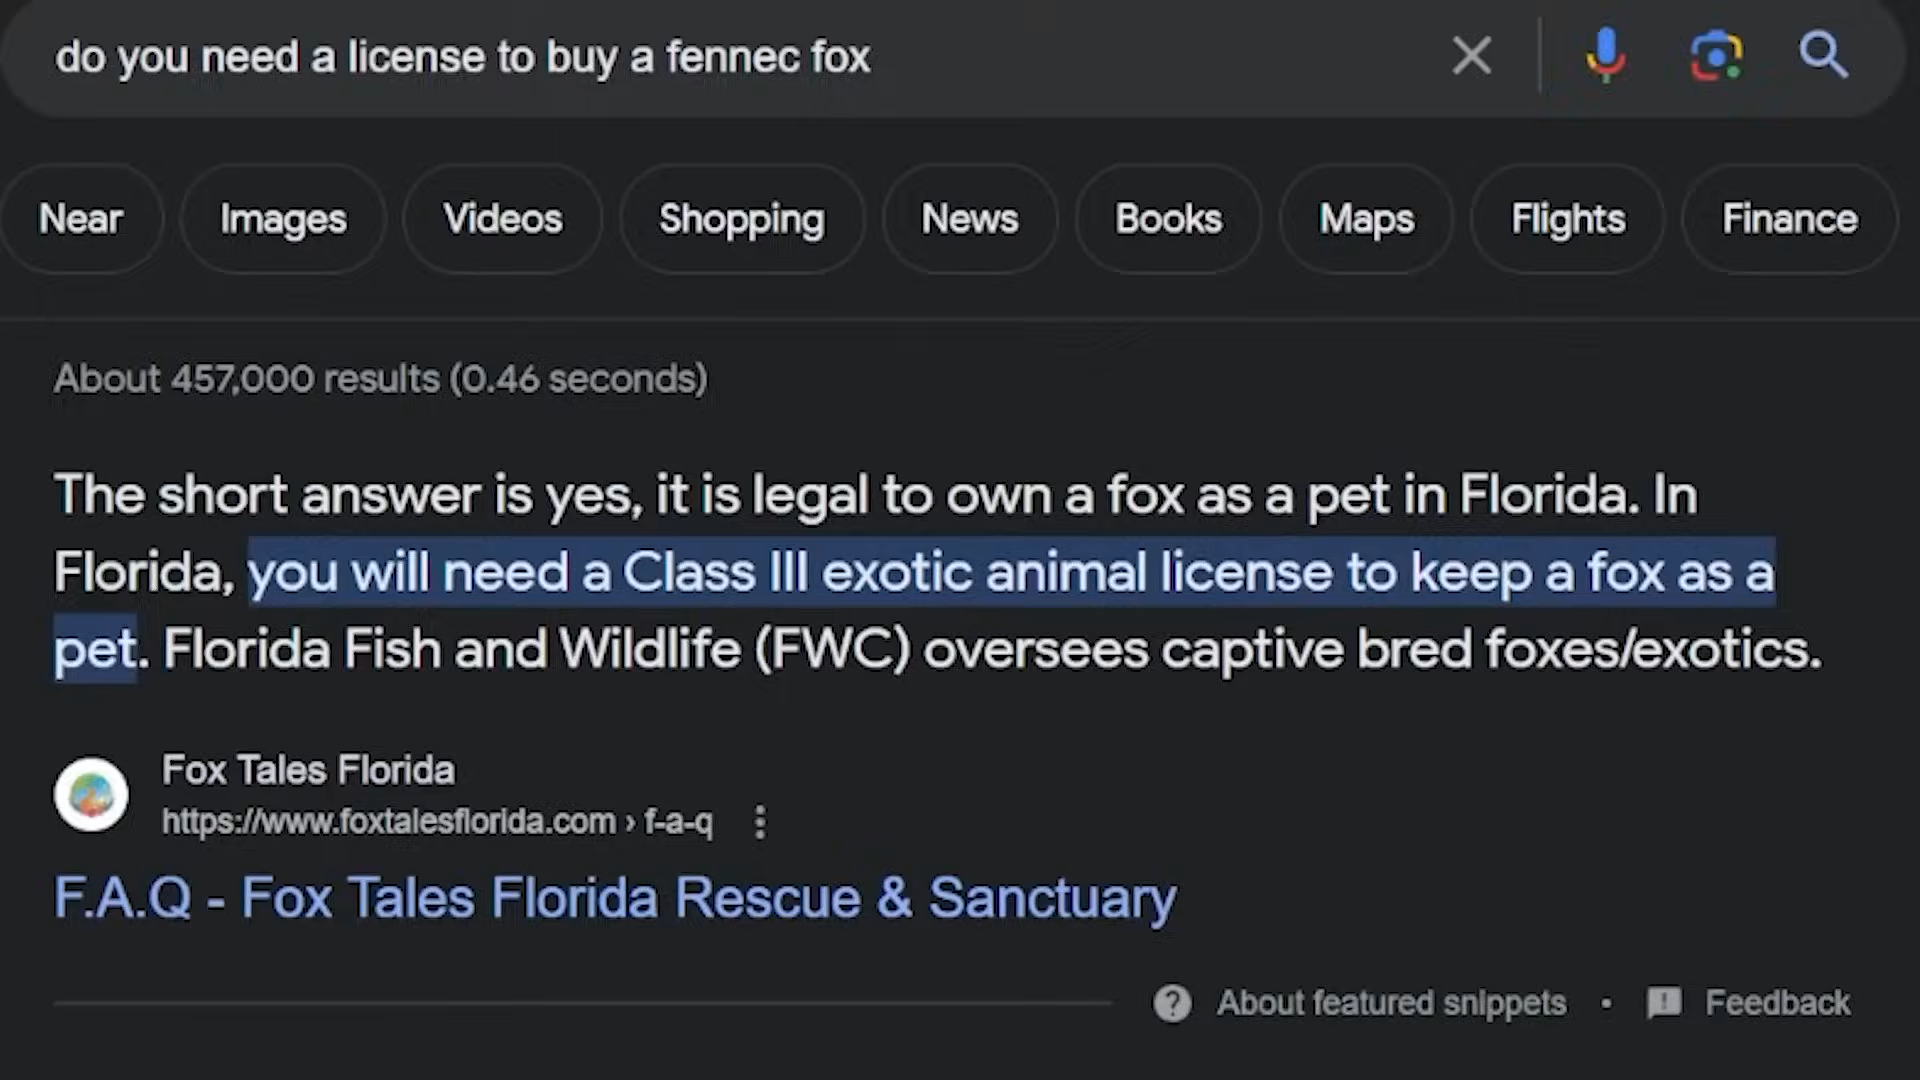 do you need a license to buy a fennec fox
Near Images Videos Shopping News Books Maps Flights Finance
About 457,000 results (0.46 seconds)
The short answer is yes, it is legal to own a fox as a pet in Florida. In
Florida, you will need a Class III exotic animal license to keep a fox as a
pet. Florida Fish and Wildlife (FWC) oversees captive bred foxes/exotics.
Fox Tales Florida
https://www.foxtalesflorida.com › f-a-q
F.A.Q - Fox Tales Florida Rescue & Sanctuary
About featured snippets • Feedback